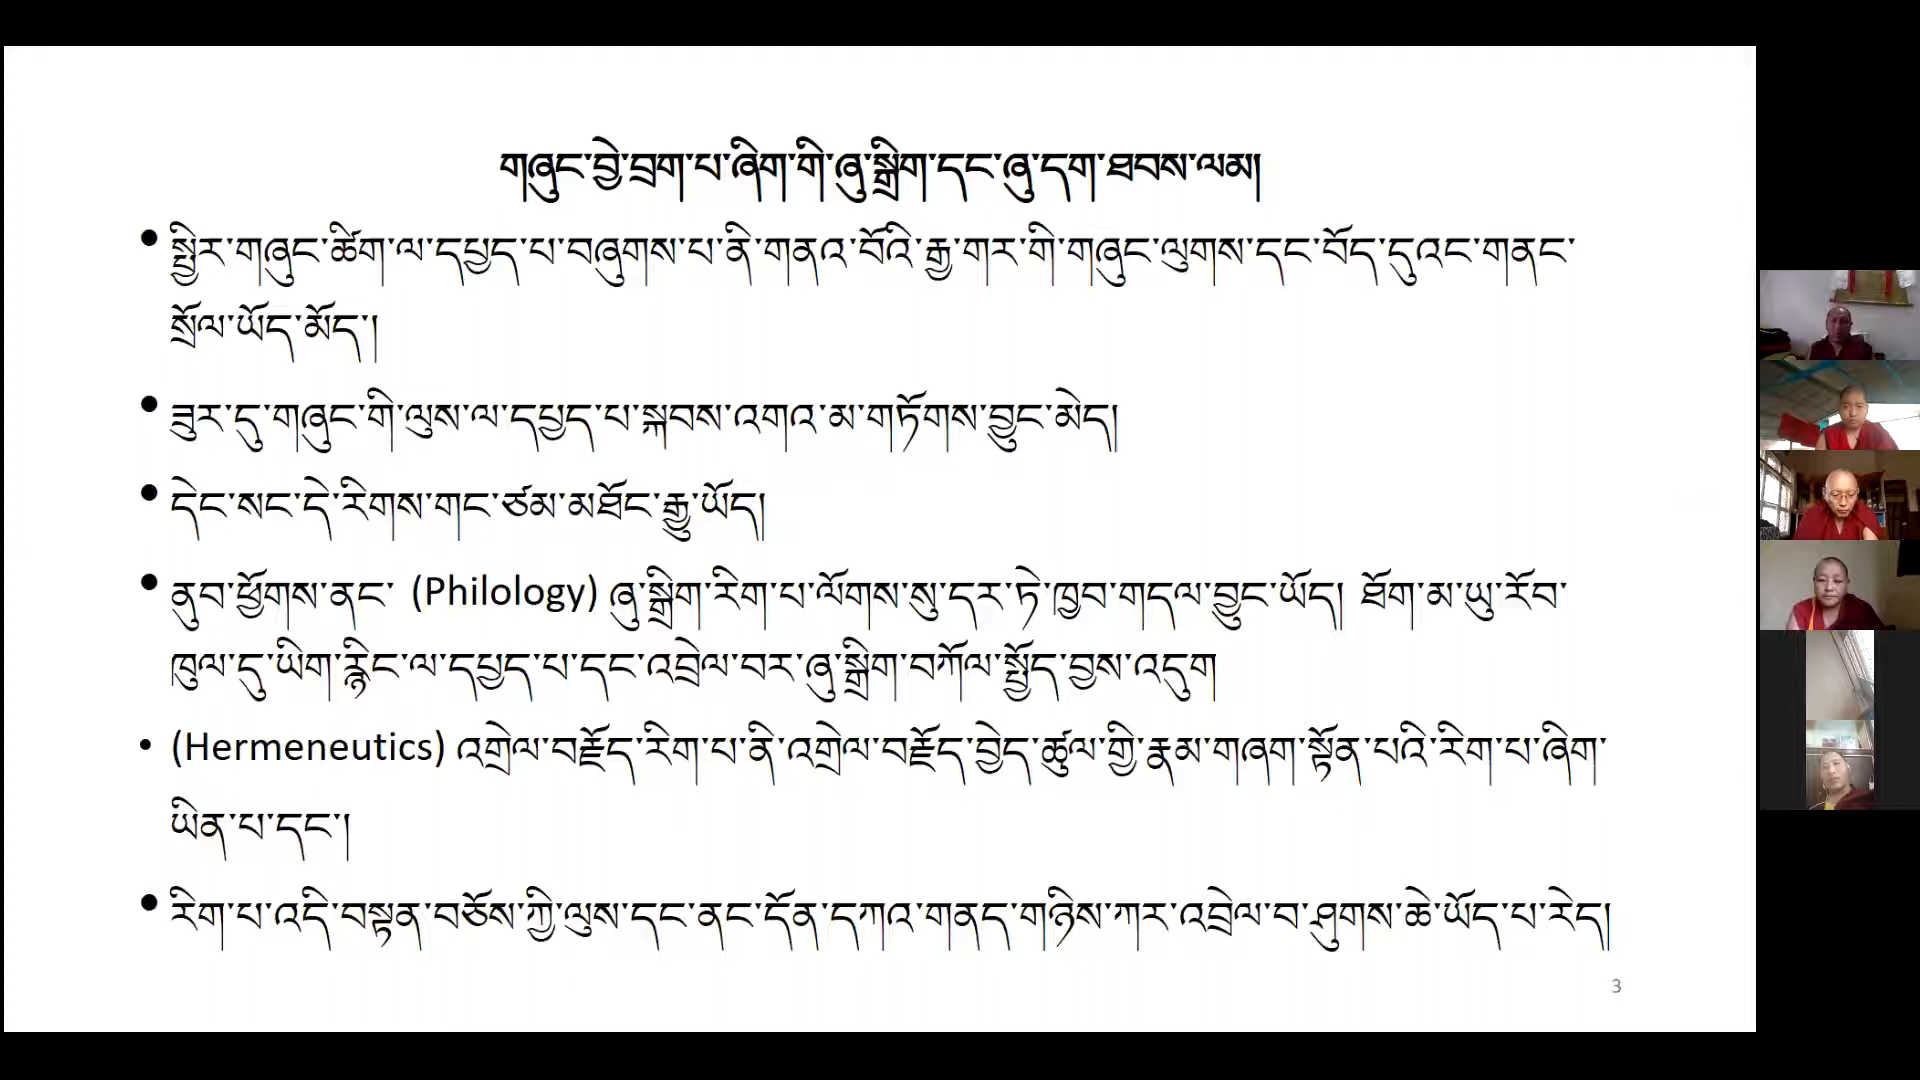 གཞུང་བྱེ་བྲག་པ་ཞིག་གི་ཞུ་སྒྲིག་དང་ཞུ་དག་ཐབས་ལམ།
• སྤྱིར་གཞུང་ཚིག་ལ་དཔྱད་པ་བཞུགས་པ་ནི་གནའ་བོའི་རྒྱ་གར་གི་གཞུང་ལུགས་དང་བོད་དུའང་གནང་
སྲོལ་ཡོད་མོད་།
• ཟུར་དུ་གཞུང་གི་ལུས་ལ་དཔྱད་པ་སྐབས་འགའ་མ་གཏོགས་བྱུང་མེད།
• དེང་སང་དེ་རིགས་གང་ཙམ་མཐོང་རྒྱུ་ཡོད།
• ནུབ་ཕྱོགས་ནང་ (Philology) ཞུ་སྒྲིག་རིག་པ་ལོགས་སུ་དར་ཏེ་ཁྱབ་གདལ་བྱུང་ཡོད། ཐོག་མ་ཡུ་རོབ་
ཁུལ་དུ་ཡིག་རྙིང་ལ་དཔྱད་པ་དང་འབྲེལ་བར་ཞུ་སྒྲིག་བཀོལ་སྤྱོད་བྱས་འདུག
• (Hermeneutics) འགྲེལ་བརྗོད་རིག་པ་ནི་འགྲེལ་བརྗོད་བྱེད་ཚུལ་གྱི་རྣམ་གཞག་སྟོན་པའི་རིག་པ་ཞིག་
ཡིན་པ་དང་།
• རིག་པ་འདི་བསྟན་བཅོས་ཀྱི་ལུས་དང་ནང་དོན་དཀའ་གནད་གཉིས་ཀར་འབྲེལ་བ་ཤུགས་ཆེ་ཡོད་པ་རེད།
3